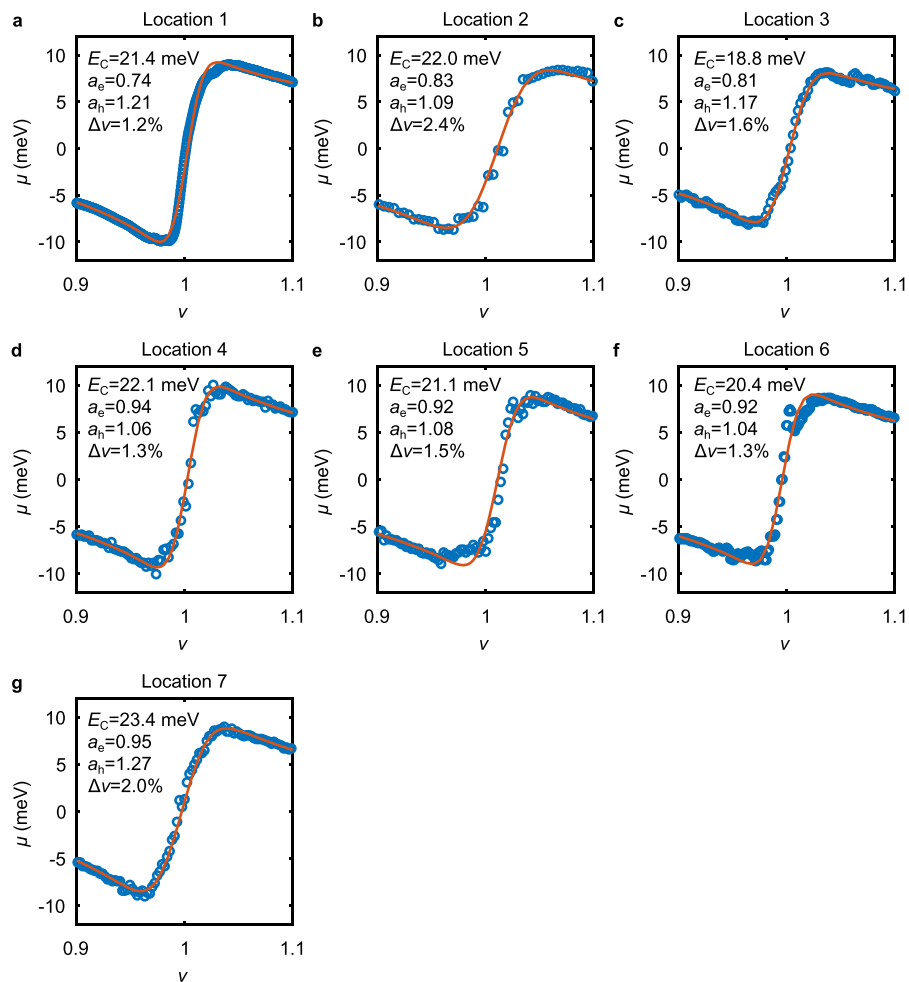 a Location 1
10
5
0
-5
-10
μ (meV)
E_C=21.4 meV
a_e=0.74
a_h=1.21
Δν=1.2%
0.9 1 1.1
ν
b Location 2
10
5
0
-5
-10
μ (meV)
E_C=22.0 meV
a_e=0.83
a_h=1.09
Δν=2.4%
0.9 1 1.1
ν
c Location 3
10
5
0
-5
-10
μ (meV)
E_C=18.8 meV
a_e=0.81
a_h=1.17
Δν=1.6%
0.9 1 1.1
ν
d Location 4
10
5
0
-5
-10
μ (meV)
E_C=22.1 meV
a_e=0.94
a_h=1.06
Δν=1.3%
0.9 1 1.1
ν
e Location 5
10
5
0
-5
-10
μ (meV)
E_C=21.1 meV
a_e=0.92
a_h=1.08
Δν=1.5%
0.9 1 1.1
ν
f Location 6
10
5
0
-5
-10
μ (meV)
E_C=20.4 meV
a_e=0.92
a_h=1.04
Δν=1.3%
0.9 1 1.1
ν
g Location 7
10
5
0
-5
-10
μ (meV)
E_C=23.4 meV
a_e=0.95
a_h=1.27
Δν=2.0%
0.9 1 1.1
ν